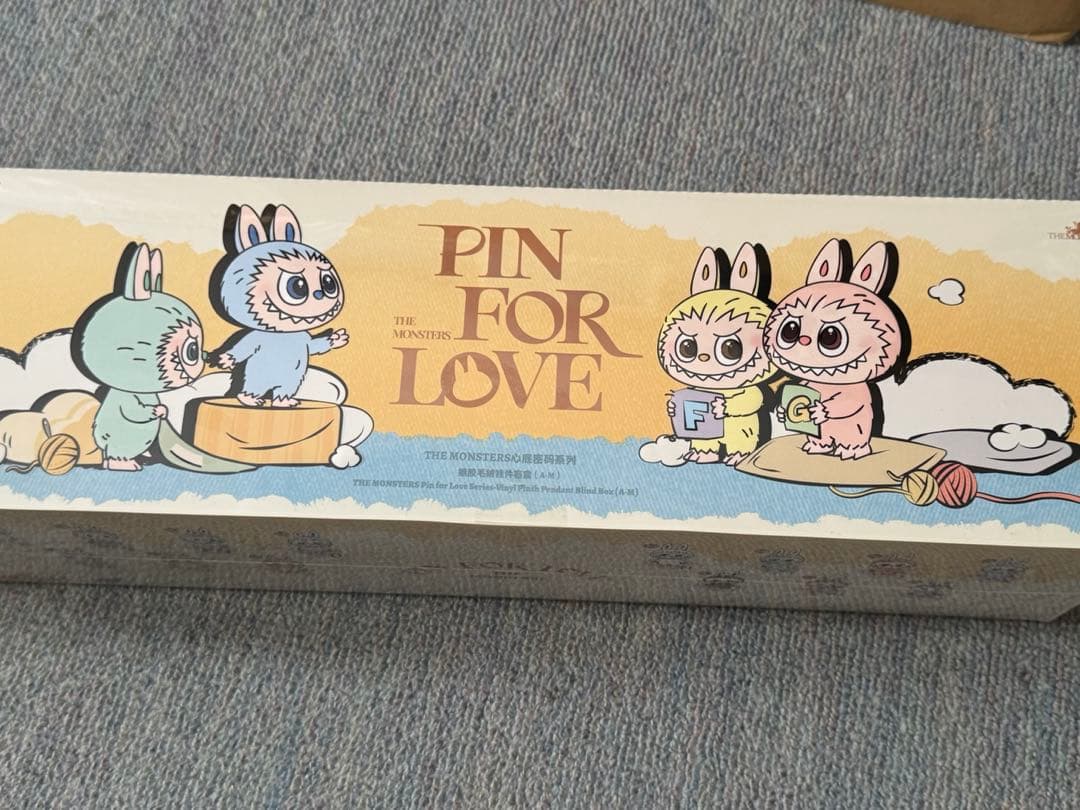 PIN
FOR
LOVE
THE
MONSTERS
F
G
THE MONSTERS心底密码系列
搪胶毛绒挂件盲盒（A-M）
THE MONSTERS Pin for Love Series-Vinyl Plush Pendant Blind Box (A-M)